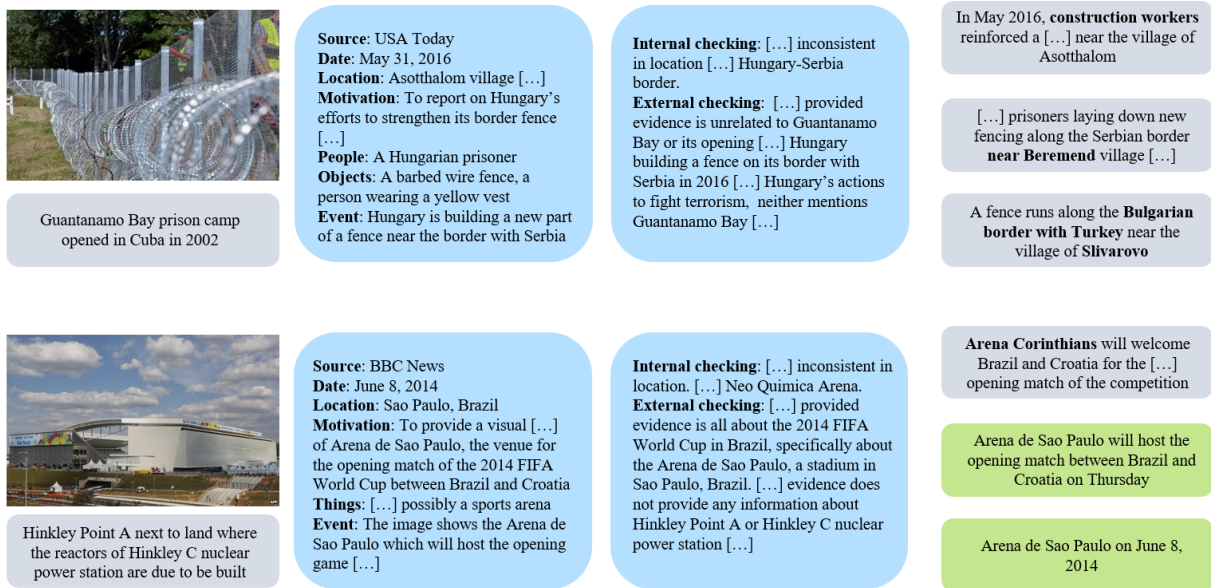 Guantanamo Bay prison camp
opened in Cuba in 2002
Source: USA Today
Date: May 31, 2016
Location: Asotthalom village […]
Motivation: To report on Hungary’s
efforts to strengthen its border fence
[…]
People: A Hungarian prisoner
Objects: A barbed wire fence, a
person wearing a yellow vest
Event: Hungary is building a new part
of a fence near the border with Serbia
Internal checking: […] inconsistent
in location […] Hungary-Serbia
border.
External checking: […] provided
evidence is unrelated to Guantanamo
Bay or its opening […] Hungary
building a fence on its border with
Serbia in 2016 […] Hungary’s actions
to fight terrorism, neither mentions
Guantanamo Bay […]
In May 2016, construction workers
reinforced a […] near the village of
Asotthalom
[…] prisoners laying down new
fencing along the Serbian border
near Beremend village […]
A fence runs along the Bulgarian
border with Turkey near the
village of Slivarovo
Hinkley Point A next to land where
the reactors of Hinkley C nuclear
power station are due to be built
Source: BBC News
Date: June 8, 2014
Location: Sao Paulo, Brazil
Motivation: To provide a visual […]
of Arena de Sao Paulo, the venue for
the opening match of the 2014 FIFA
World Cup between Brazil and Croatia
Things: […] possibly a sports arena
Event: The image shows the Arena de
Sao Paulo which will host the opening
game […]
Internal checking: […] inconsistent in
location. […] Neo Quimica Arena.
External checking: […] provided
evidence is all about the 2014 FIFA
World Cup in Brazil, specifically about
the Arena de Sao Paulo, a stadium in
Sao Paulo, Brazil. […] evidence does
not provide any information about
Hinkley Point A or Hinkley C nuclear
power station […]
Arena Corinthians will welcome
Brazil and Croatia for the […]
opening match of the competition
Arena de Sao Paulo will host the
opening match between Brazil and
Croatia on Thursday
Arena de Sao Paulo on June 8,
2014